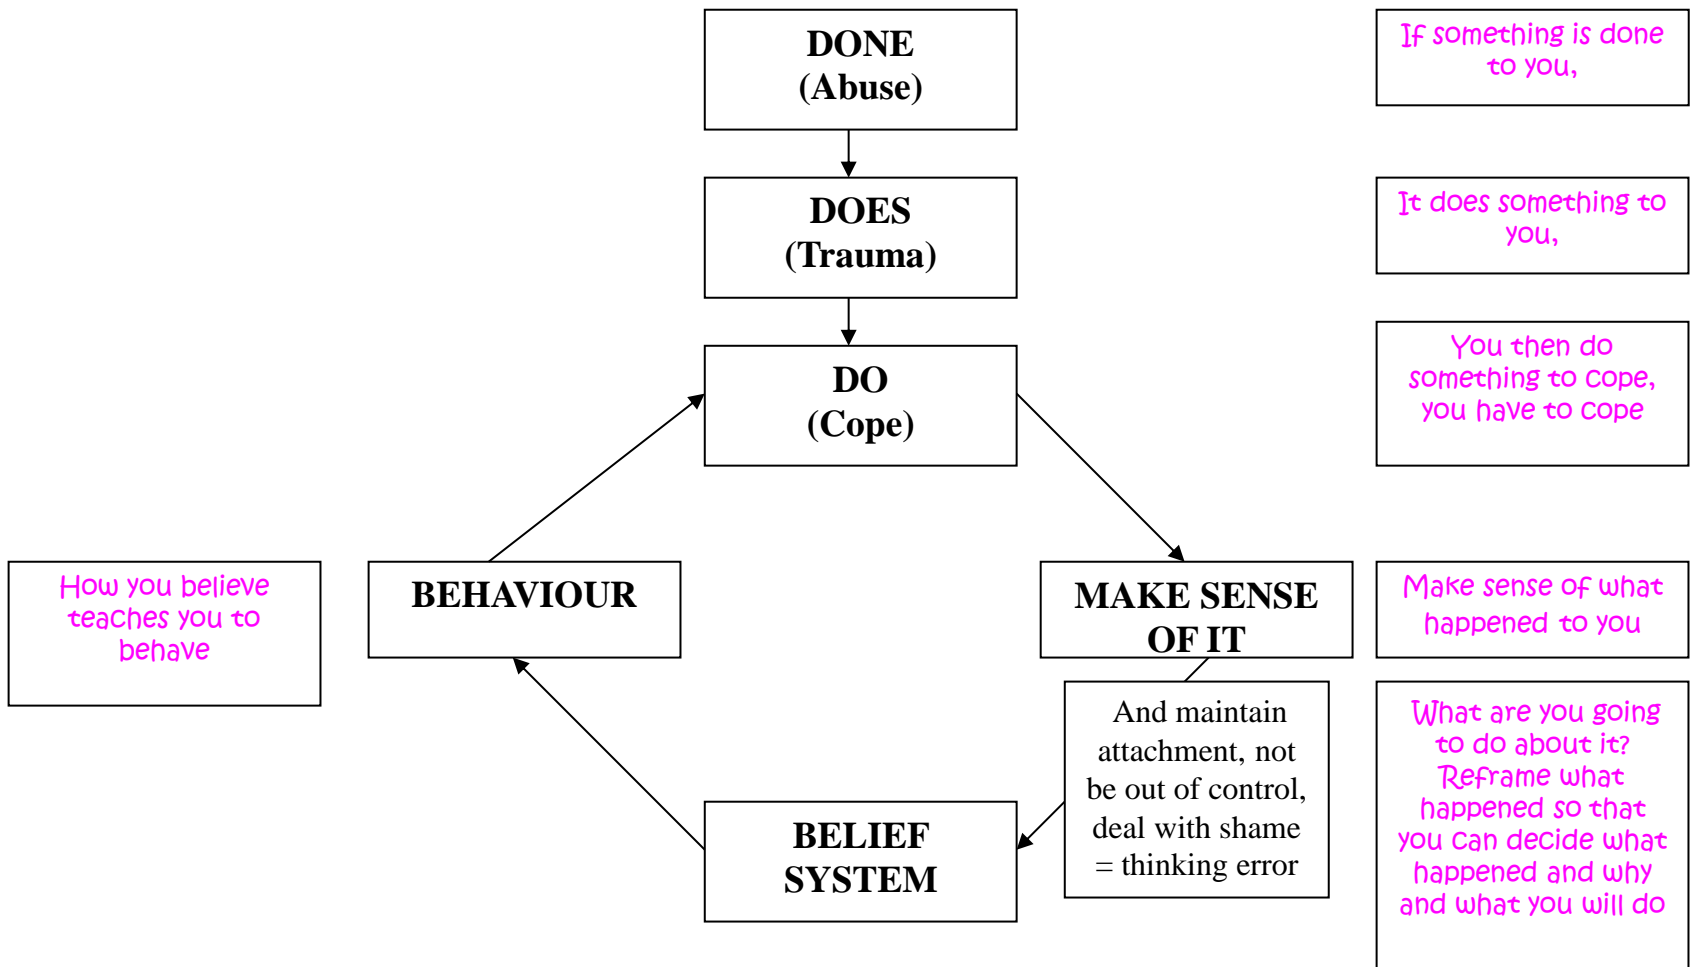 DONE
(Abuse)
If something is done
to you,
DOES
(Trauma)
It does something to
you,
DO
(Cope)
You then do
something to cope,
you have to cope
How you believe
teaches you to
behave
BEHAVIOUR
MAKE SENSE
OF IT
Make sense of what
happened to you
And maintain
attachment, not
be out of control,
deal with shame
= thinking error
What are you going
to do about it?
Reframe what
happened so that
you can decide what
happened and why
and what you will do
BELIEF
SYSTEM